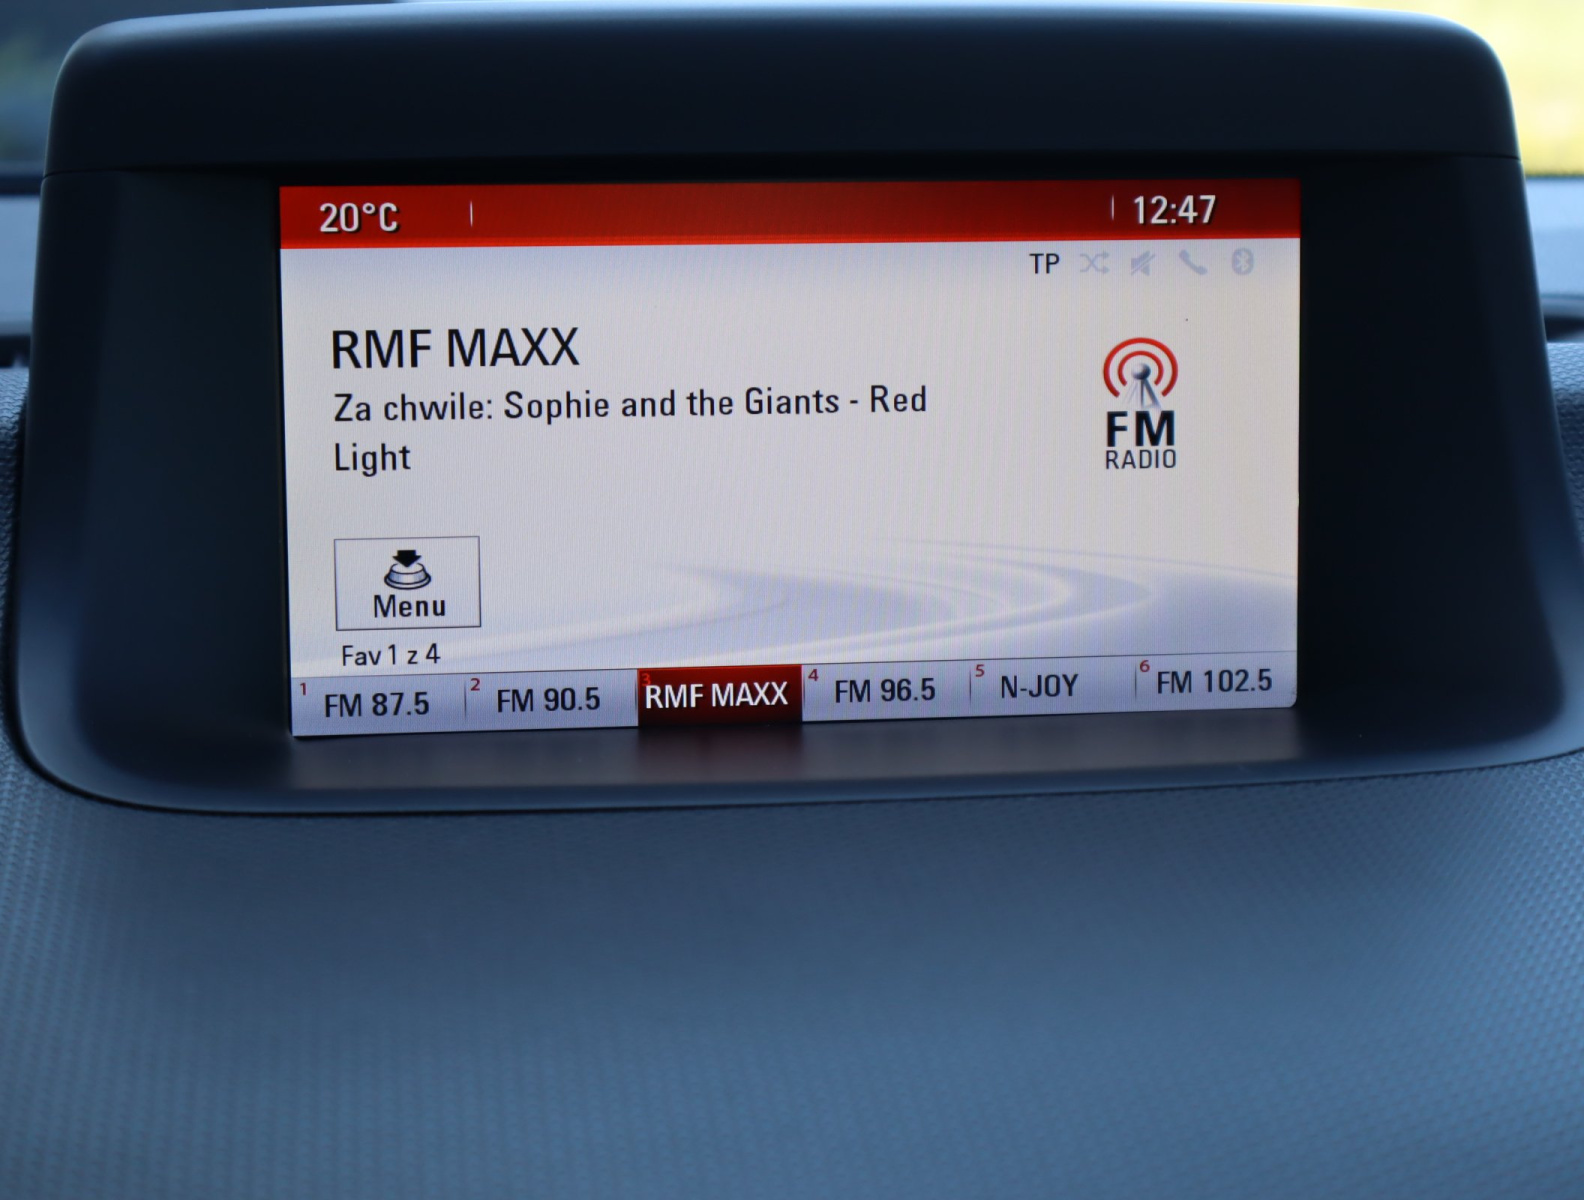 20°C
12:47
TP
RMF MAXX
Za chwile: Sophie and the Giants - Red
Light
FM
RADIO
Menu
Fav 1 z 4
1 FM 87.5
2 FM 90.5
3 RMF MAXX
4 FM 96.5
5 N-JOY
6 FM 102.5